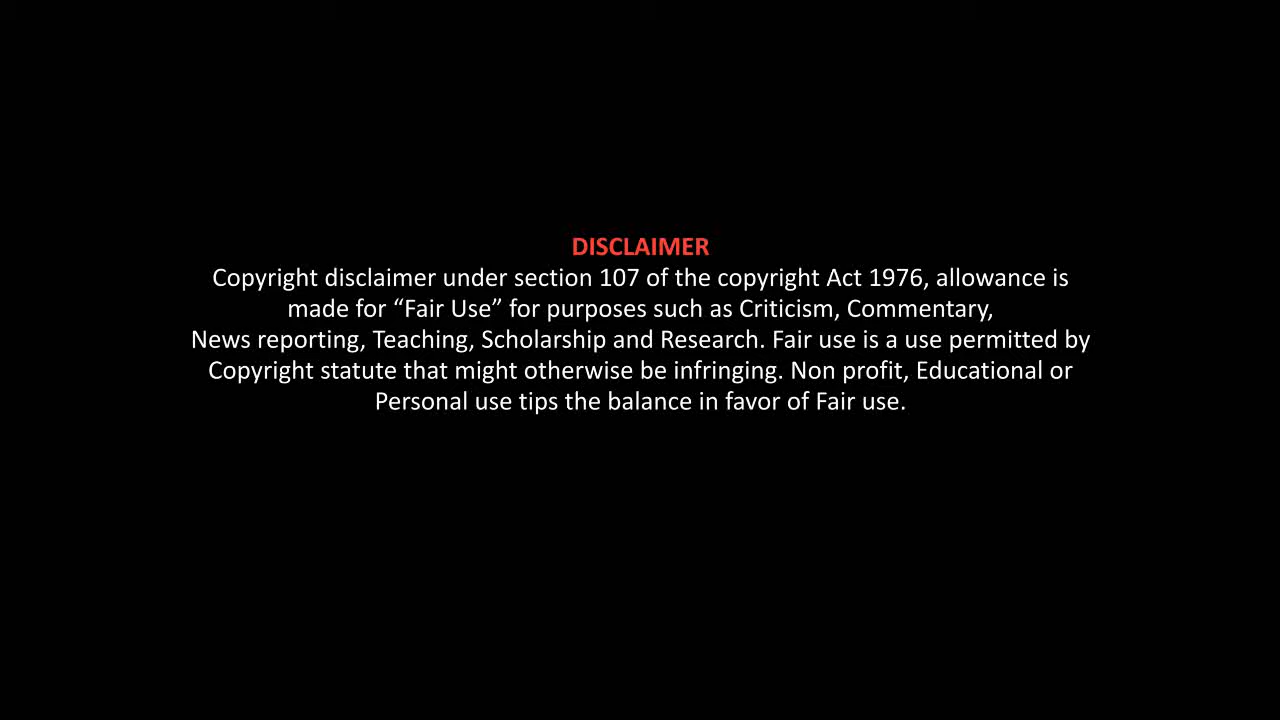 DISCLAIMER
Copyright disclaimer under section 107 of the copyright Act 1976, allowance is
made for “Fair Use” for purposes such as Criticism, Commentary,
News reporting, Teaching, Scholarship and Research. Fair use is a use permitted by
Copyright statute that might otherwise be infringing. Non profit, Educational or
Personal use tips the balance in favor of Fair use.